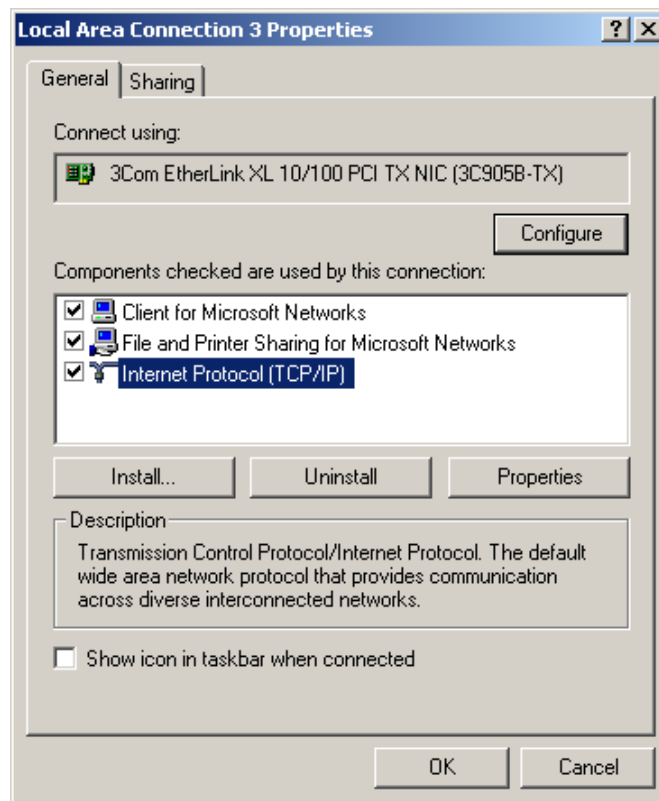 Local Area Connection 3 Properties
General
Sharing
Connect using:
3Com EtherLink XL 10/100 PCI TX NIC (3C905B-TX)
Configure
Components checked are used by this connection:
Client for Microsoft Networks
File and Printer Sharing for Microsoft Networks
Internet Protocol (TCP/IP)
Install...
Uninstall
Properties
Description
Transmission Control Protocol/Internet Protocol. The default
wide area network protocol that provides communication
across diverse interconnected networks.
Show icon in taskbar when connected
OK
Cancel